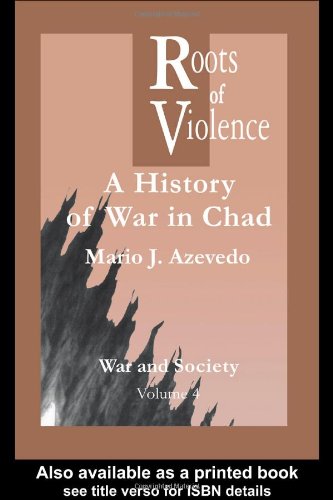 Roots
of
Violence
A History
of War in Chad
Mario J. Azevedo
War and Society
Volume 4
Also available as a printed book
see title verso for ISBN details